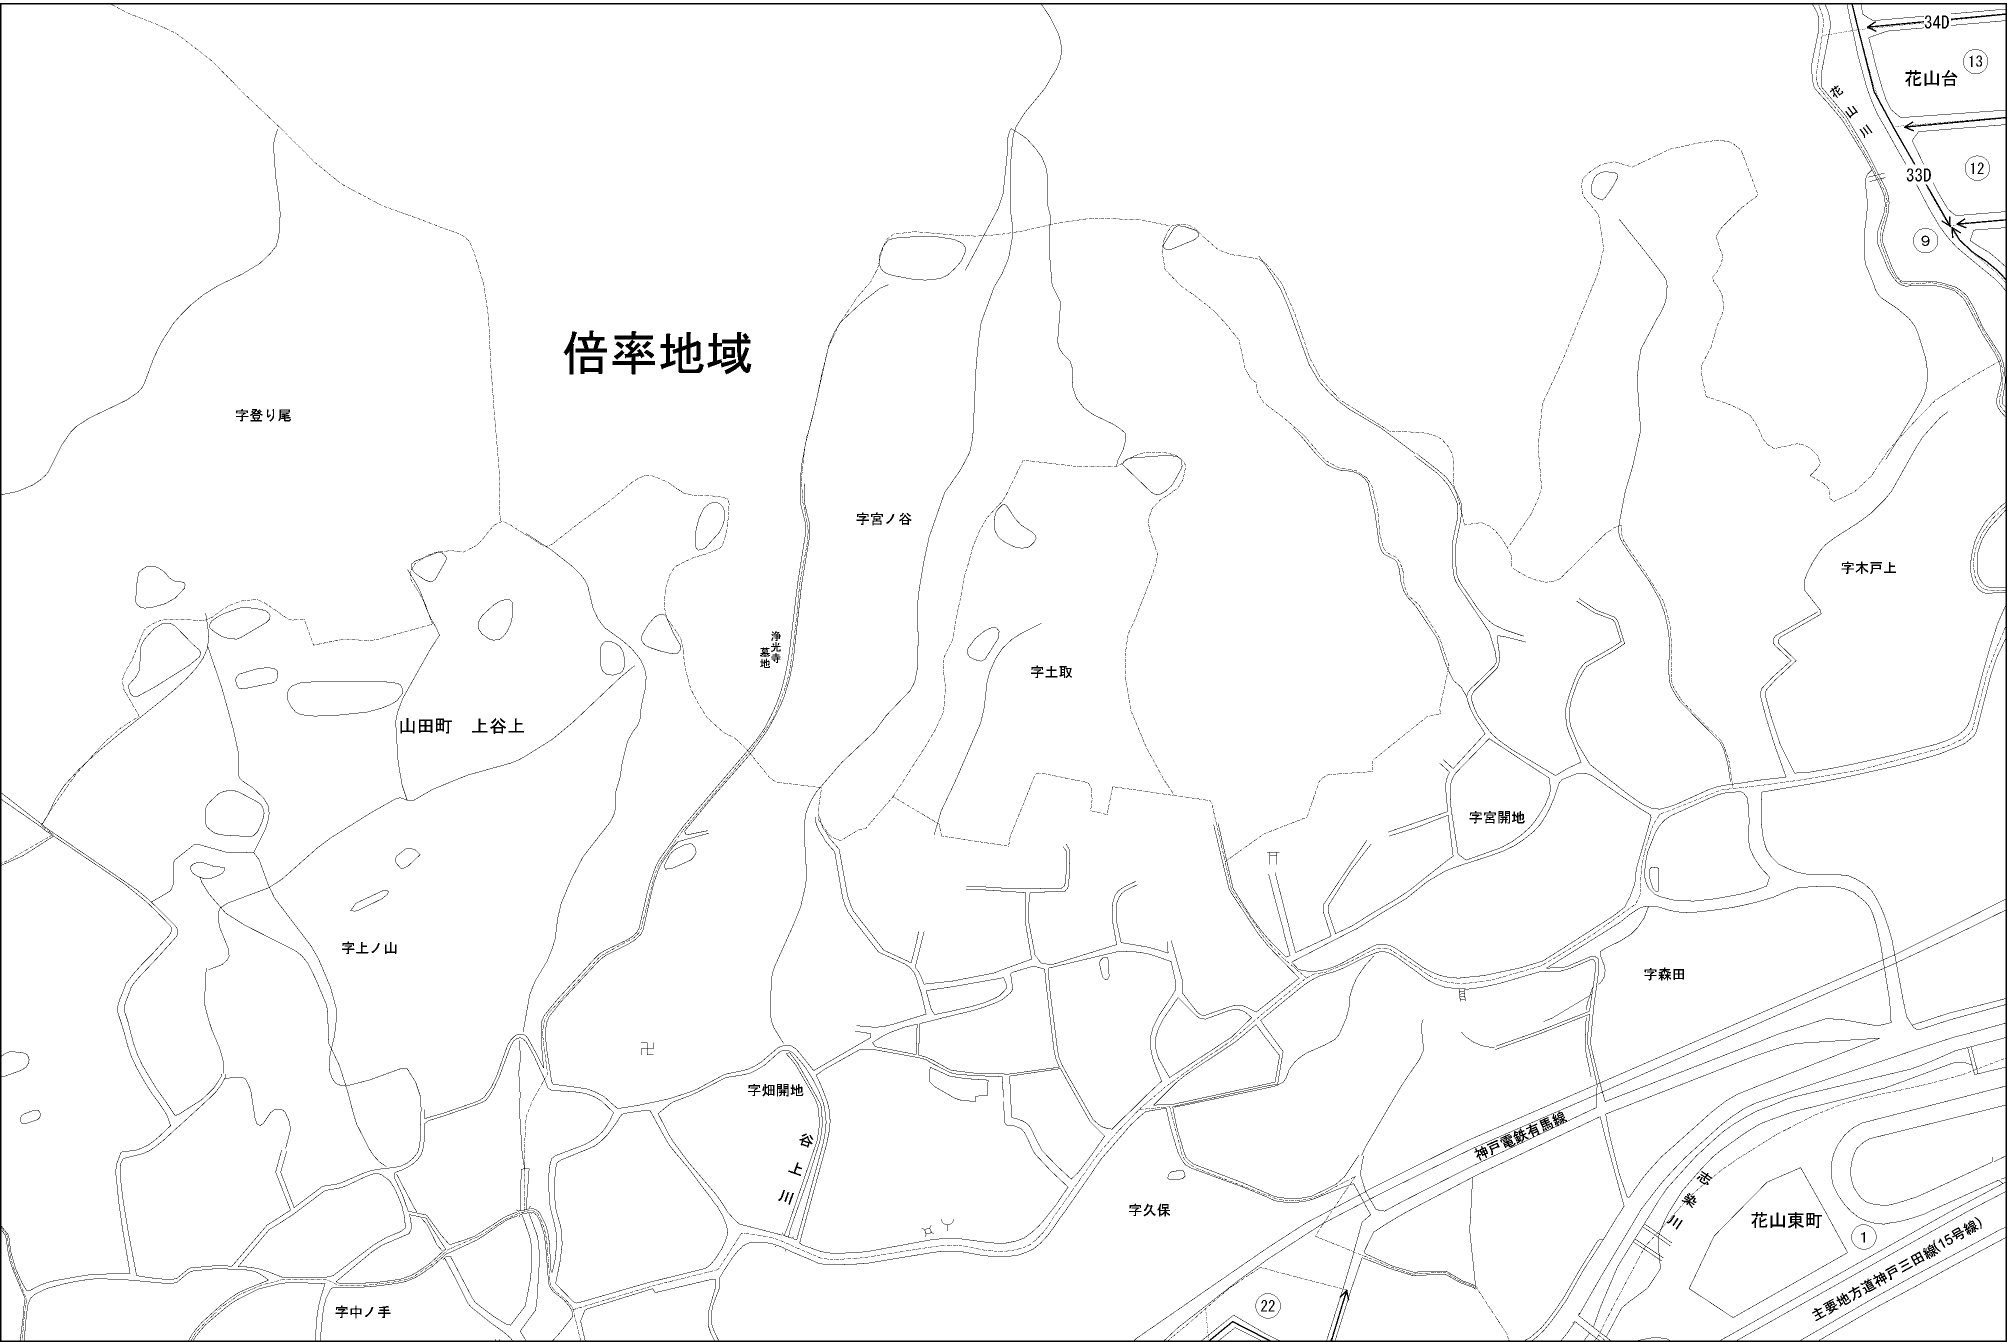 34D
13
花山台
花山川
12
33D
9
倍率地域
字登り尾
字宮ノ谷
字木戸上
浄光寺
墓地
字土取
山田町　上谷上
字宮開地
字上ノ山
字森田
字畑開地
谷上川
神戸電鉄有馬線
志染川
字久保
花山東町
1
主要地方道神戸三田線(15号線)
22
字中ノ手